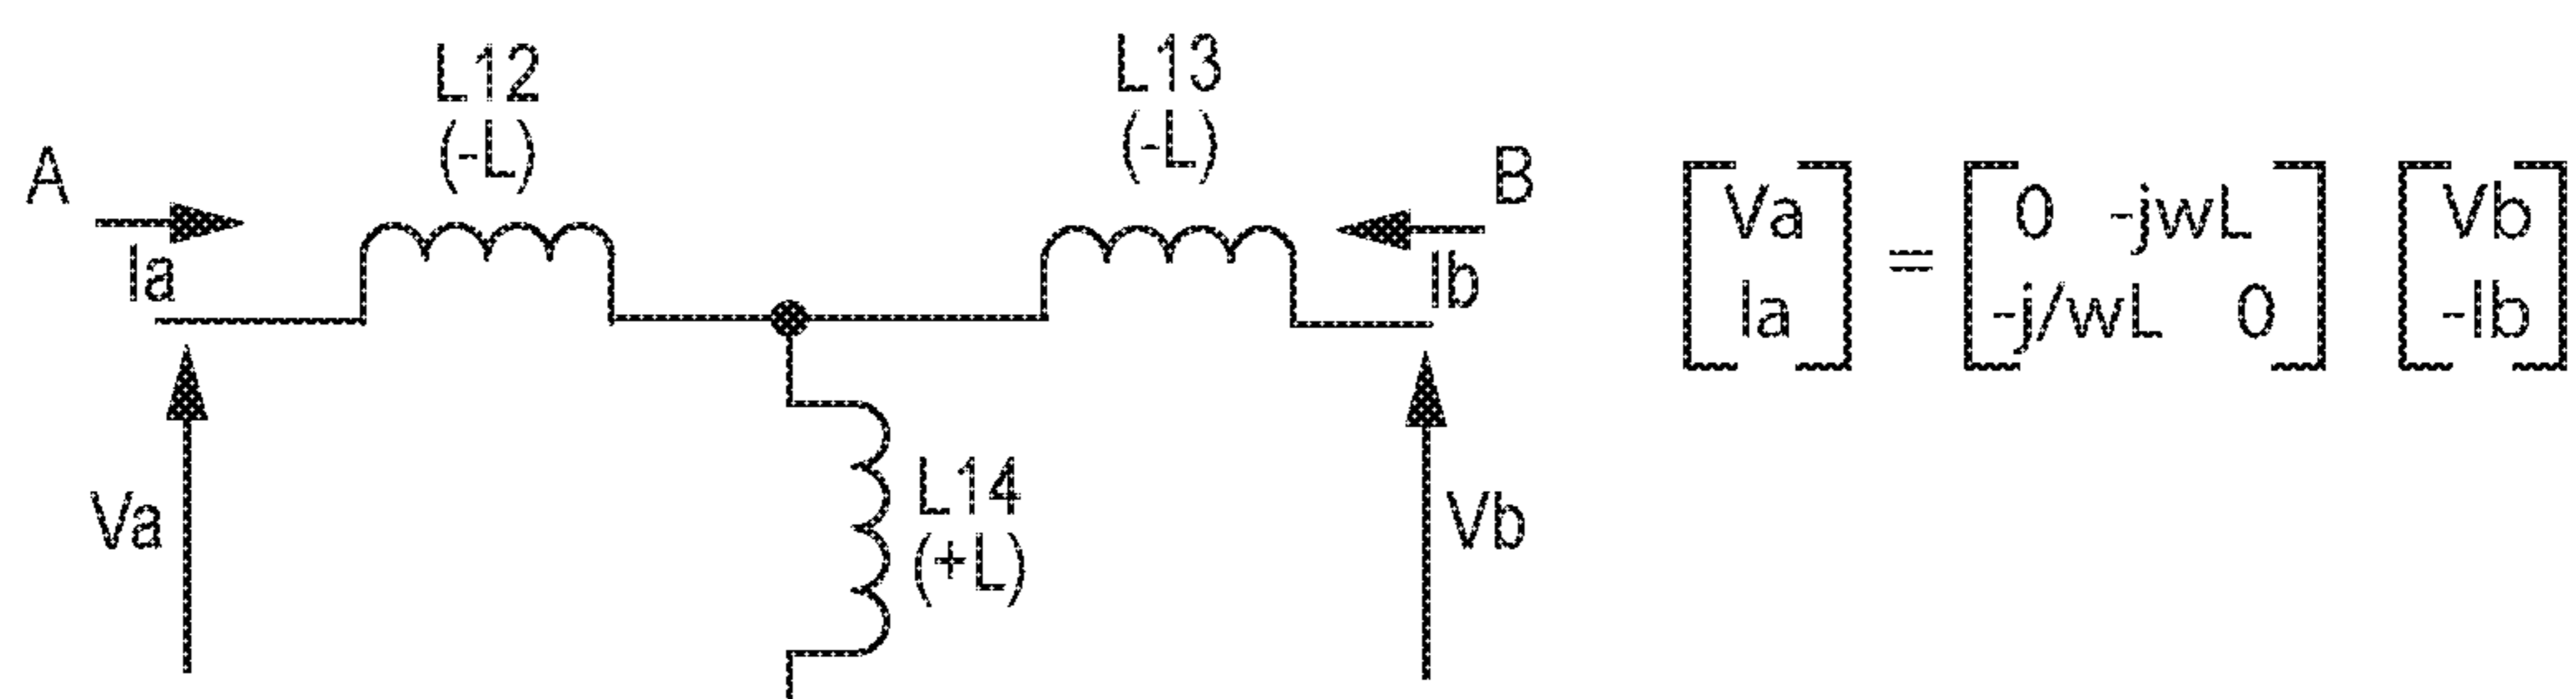 L12
(-L)
L13
(-L)
A
B
Ia
Ib
Va
L14
(+L)
Vb
Va 0 -jwL Vb
= 
Ia -j/wL 0 -Ib